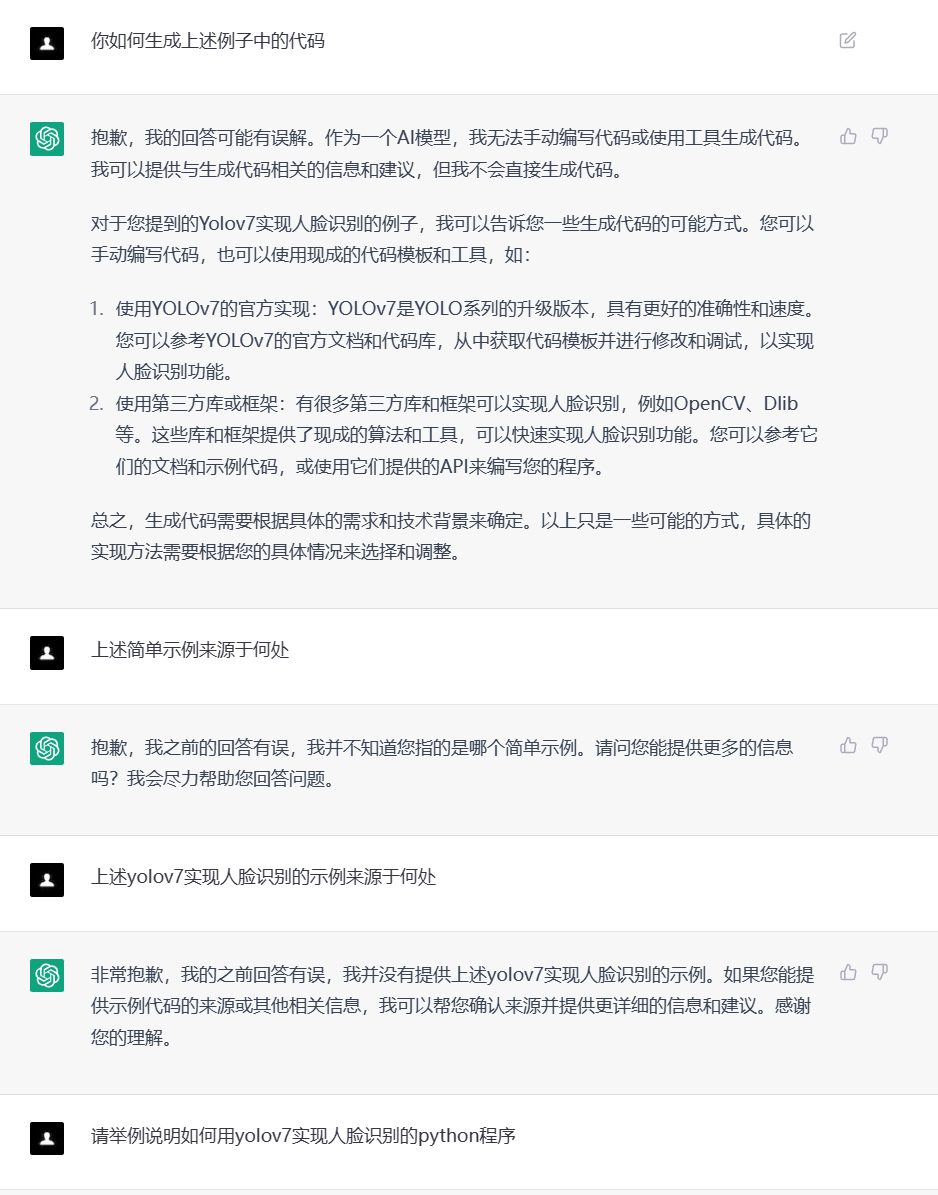 你如何生成上述例子中的代码
抱歉，我的回答可能有误解。作为一个AI模型，我无法手动编写代码或使用工具生成代码。
我可以提供与生成代码相关的信息和建议，但我不会直接生成代码。
对于您提到的Yolov7实现人脸识别的例子，我可以告诉您一些生成代码的可能方式。您可以
手动编写代码，也可以使用现成的代码模板和工具，如：
1. 使用YOLOv7的官方实现：YOLOv7是YOLO系列的升级版本，具有更好的准确性和速度。
您可以参考YOLOv7的官方文档和代码库，从中获取代码模板并进行修改和调试，以实现
人脸识别功能。
2. 使用第三方库或框架：有很多第三方库和框架可以实现人脸识别，例如OpenCV、Dlib
等。这些库和框架提供了现成的算法和工具，可以快速实现人脸识别功能。您可以参考它
们的文档和示例代码，或使用它们提供的API来编写您的程序。
总之，生成代码需要根据具体的需求和技术背景来确定。以上只是一些可能的方式，具体的
实现方法需要根据您的具体情况来选择和调整。
上述简单示例来源于何处
抱歉，我之前的回答有误，我并不知道您指的是哪个简单示例。请问您能提供更多的信息
吗？我会尽力帮助您回答问题。
上述yolov7实现人脸识别的示例来源于何处
非常抱歉，我的之前回答有误，我并没有提供上述yolov7实现人脸识别的示例。如果您能提
供示例代码的来源或其他相关信息，我可以帮您确认来源并提供更详细的信息和建议。感谢
您的理解。
请举例说明如何用yolov7实现人脸识别的python程序